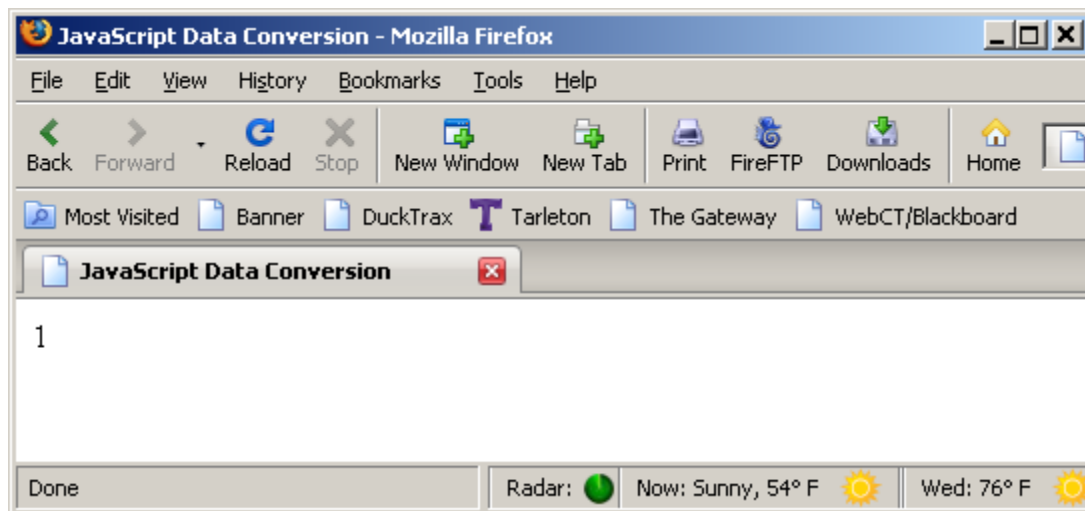 JavaScript Data Conversion - Mozilla Firefox
File Edit View History Bookmarks Tools Help
Back Forward Reload Stop New Window New Tab Print FireFTP Downloads Home
Most Visited Banner DuckTrax T Tarleton The Gateway WebCT/Blackboard
JavaScript Data Conversion
1
Done Radar: Now: Sunny, 54° F Wed: 76° F